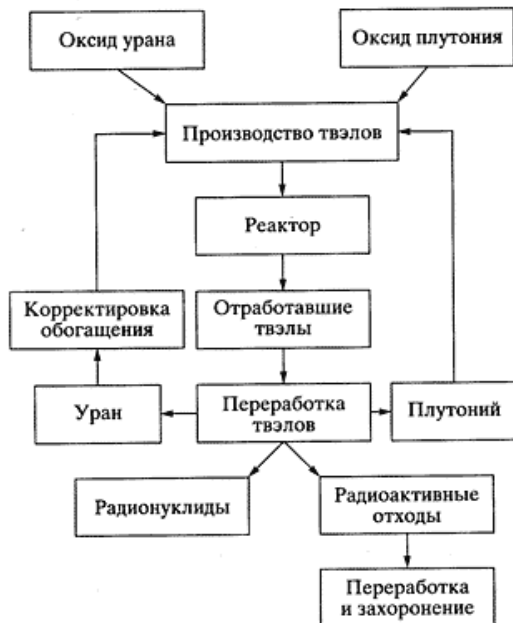 Оксид урана
Оксид плутония
Производство твэлов
Реактор
Корректировка
обогащения
Отработавшие
твэлы
Уран
Переработка
твэлов
Плутоний
Радионуклиды
Радиоактивные
отходы
Переработка
и захоронение